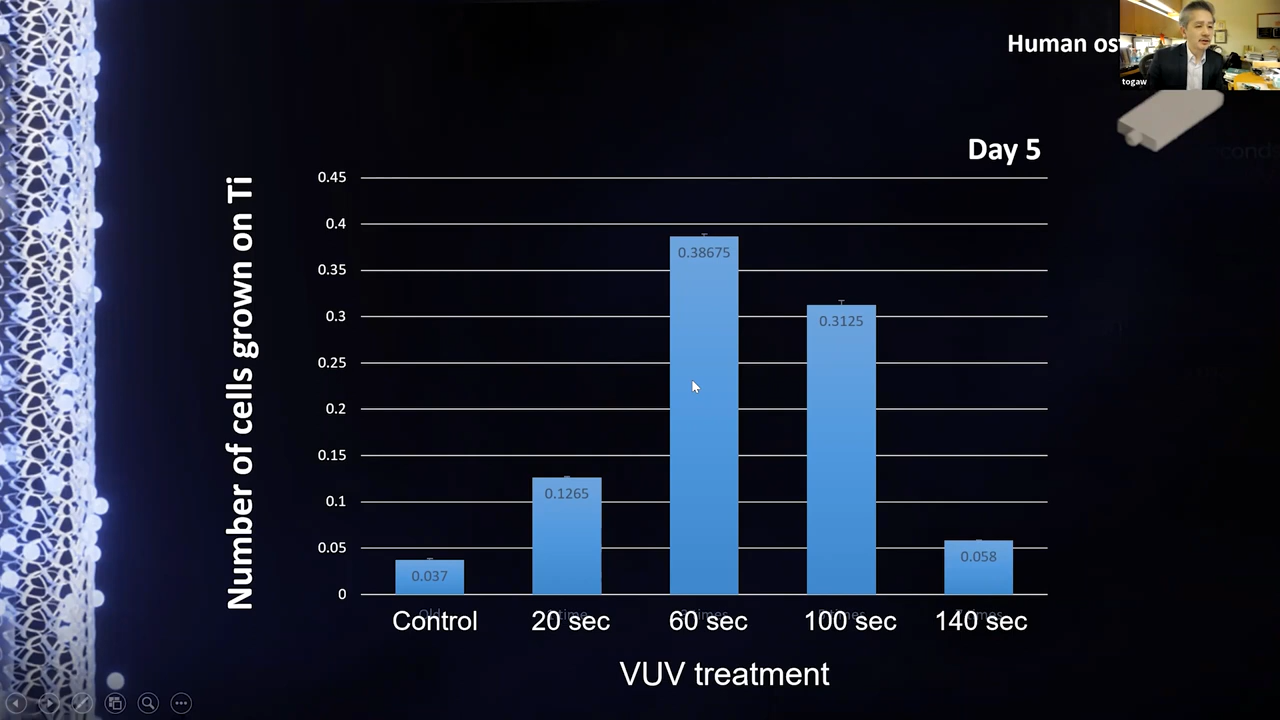 Human os
togaw
Day 5
Number of cells grown on Ti
0.45
0.4
0.35
0.3
0.25
0.2
0.15
0.1
0.05
0
0.037
0.1265
0.38675
0.3125
0.058
Control
20 sec
60 sec
100 sec
140 sec
VUV treatment